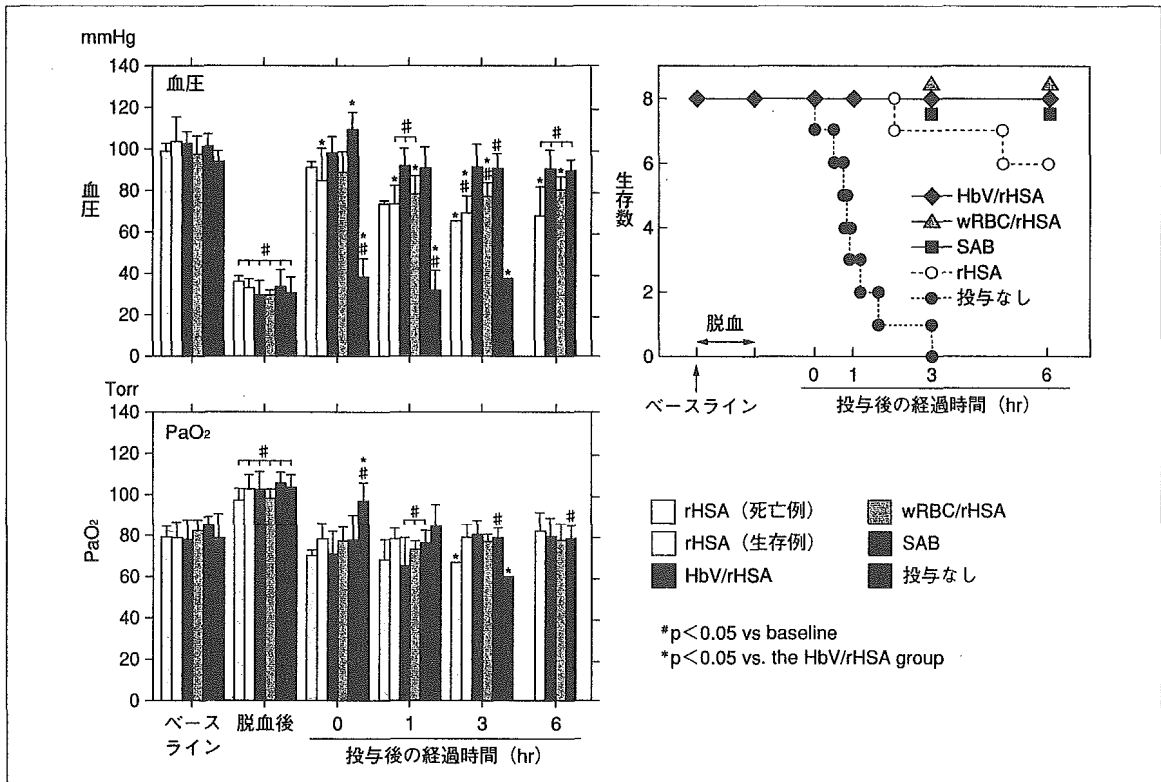 mmHg
140
120
100
80
60
40
20
0
血圧
血圧
# * * # * # * # * # * * # * # * # # * * * #
8
6
4
2
0
生存数
HbV/rHSA
wRBC/rHSA
SAB
rHSA
投与なし
脱血
ベースライン
0 1 3 6
投与後の経過時間(hr)
Torr
140
120
100
80
60
40
20
0
PaO₂
PaO₂
# * # # * # * #
ベースライン 脱血後 0 1 3 6
投与後の経過時間(hr)
rHSA(死亡例)
rHSA(生存例)
HbV/rHSA
wRBC/rHSA
SAB
投与なし
#p<0.05 vs baseline
*p<0.05 vs. the HbV/rHSA group